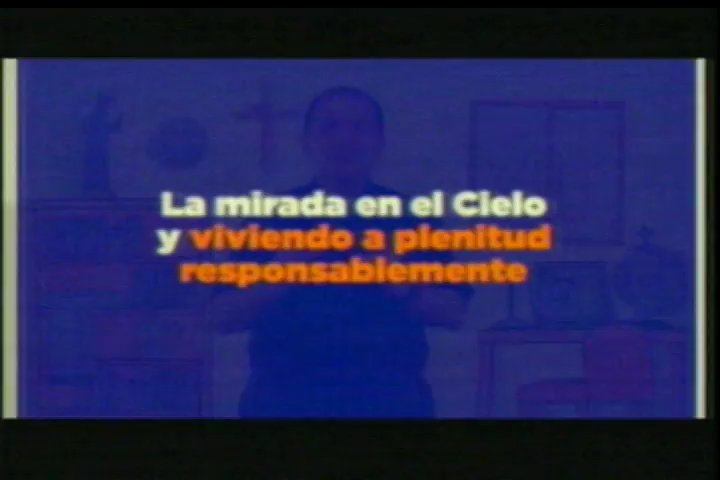 La mirada en el Cielo
y viviendo a plenitud
responsablemente